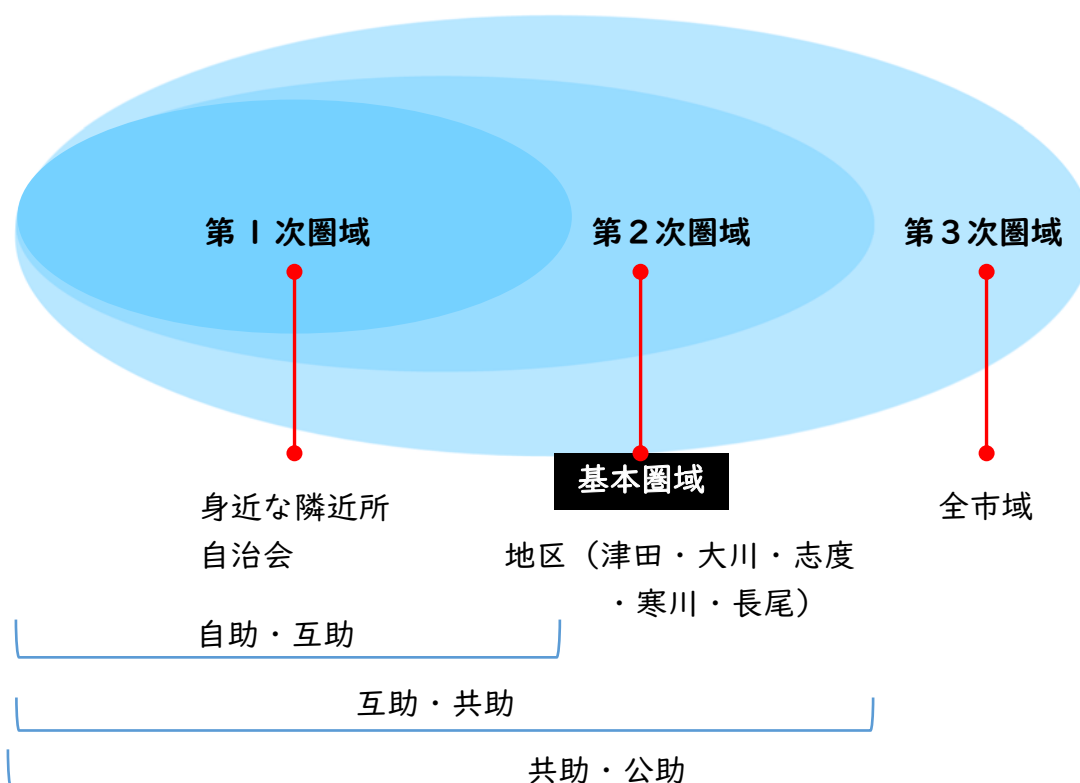 第１次圏域
第２次圏域
第３次圏域
基本圏域
身近な隣近所
自治会
全市域
地区（津田・大川・志度
・寒川・長尾）
自助・互助
互助・共助
共助・公助